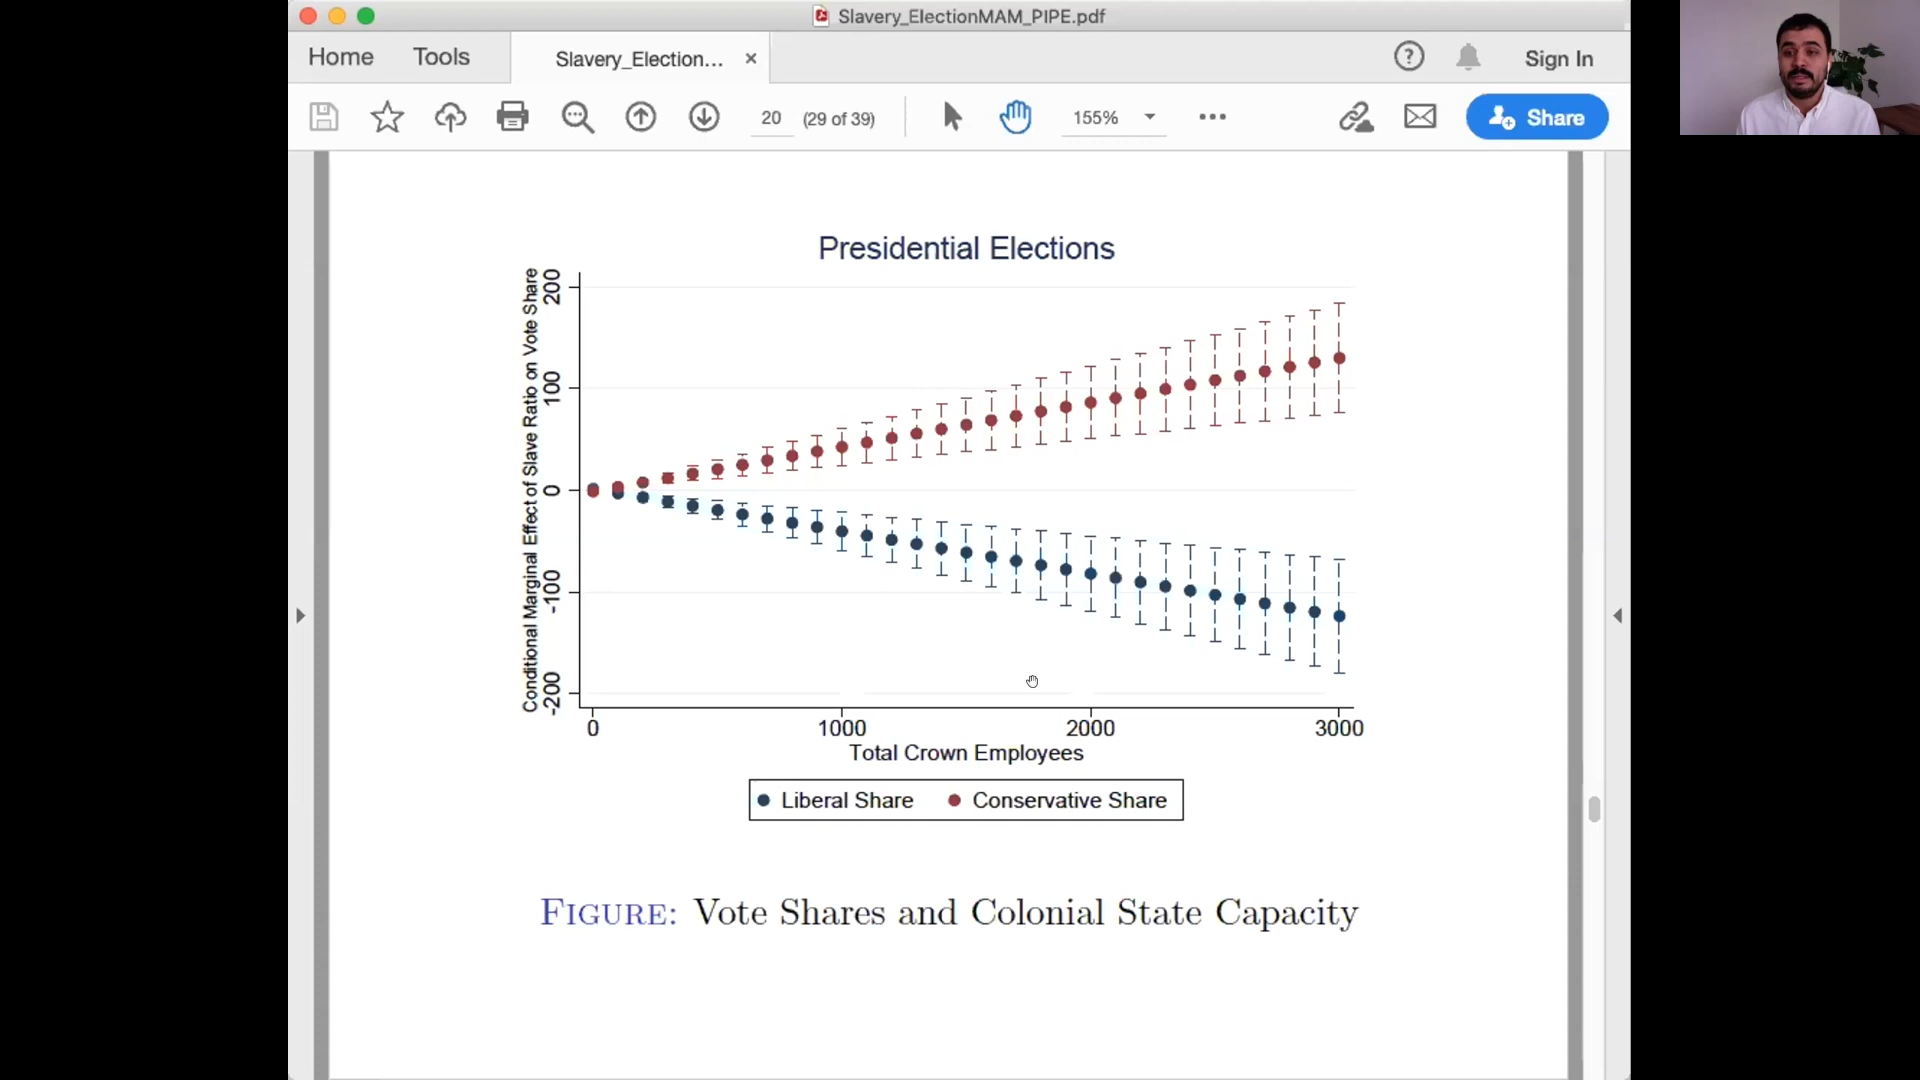 Slavery_ElectionMAM_PIPE.pdf
Home Tools Slavery_Election... × ? Sign In
20 (29 of 39) 155% Share
Presidential Elections
Conditional Marginal Effect of Slave Ratio on Vote Share
200
100
0
-100
-200
0 1000 2000 3000
Total Crown Employees
Liberal Share Conservative Share
FIGURE: Vote Shares and Colonial State Capacity